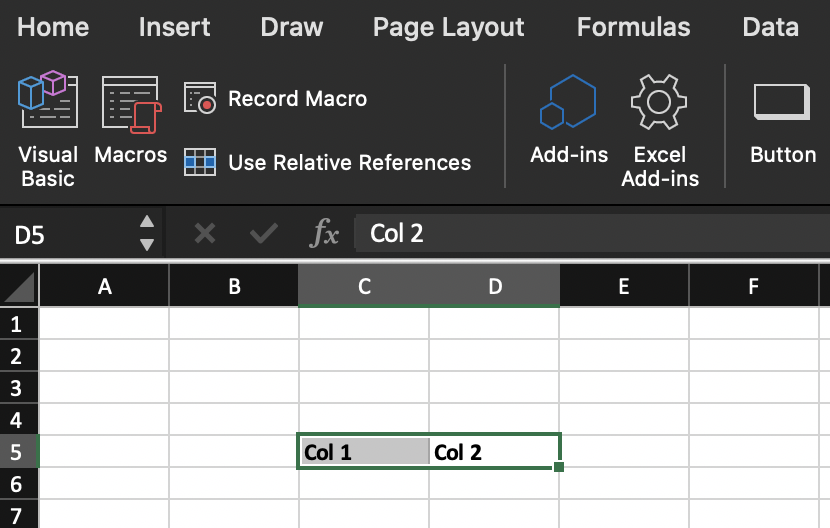 Home Insert Draw Page Layout Formulas Data
Record Macro
Visual Basic Macros Use Relative References Add-ins Excel Add-ins Button
D5 fx Col 2
A B C D E F
1
2
3
4
5 Col 1 Col 2
6
7